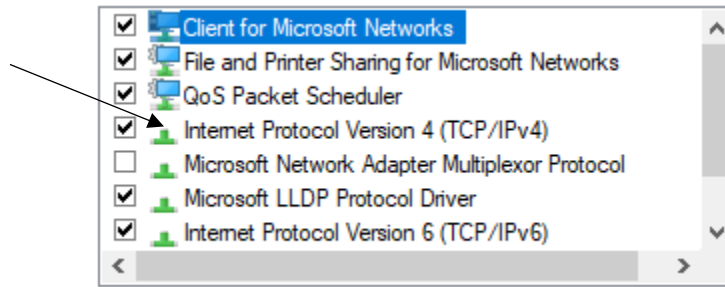 Client for Microsoft Networks
File and Printer Sharing for Microsoft Networks
QoS Packet Scheduler
Internet Protocol Version 4 (TCP/IPv4)
Microsoft Network Adapter Multiplexor Protocol
Microsoft LLDP Protocol Driver
Internet Protocol Version 6 (TCP/IPv6)